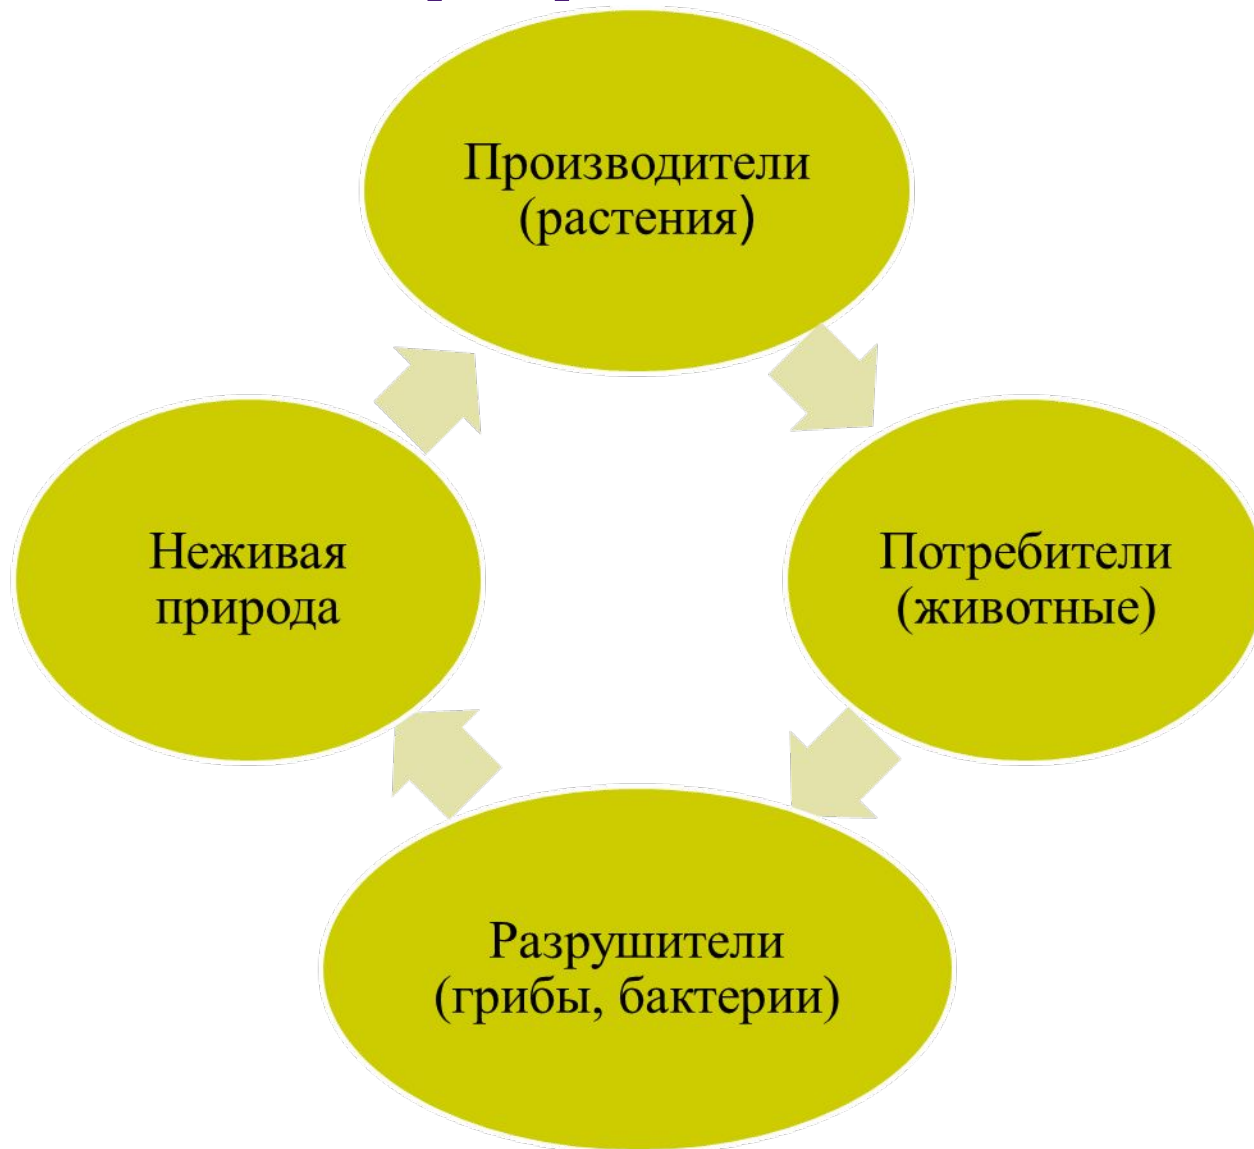 Производители
(растения)
Неживая
природа
Потребители
(животные)
Разрушители
(грибы, бактерии)